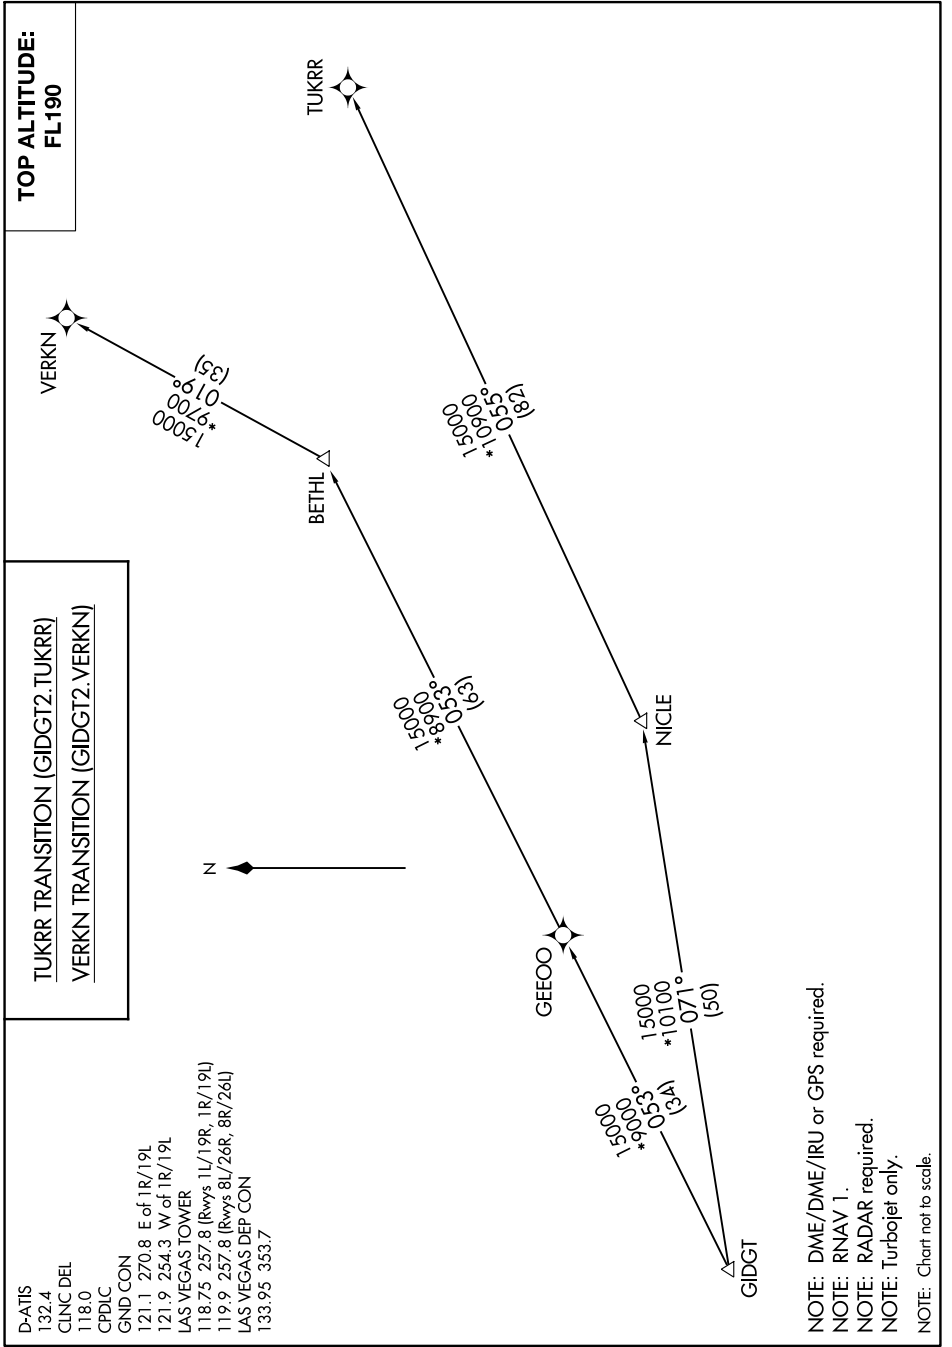 D-ATIS
132.4
CLNC DEL
118.0
CPDLC
GND CON
121.1 270.8 E of 1R/19L
121.9 254.3 W of 1R/19L
LAS VEGAS TOWER
118.75 257.8 (Rwys 1L/19R, 1R/19L)
119.9 257.8 (Rwys 8L/26R, 8R/26L)
LAS VEGAS DEP CON
133.95 353.7
TUKRR TRANSITION (GIDGT2.TUKRR)
VERKN TRANSITION (GIDGT2.VERKN)
TOP ALTITUDE:
FL190
VERKN
15000
*9700
019°
(35)
N
BETHL
TUKRR
15000
*8900
053°
(63)
15000
*10900
055°
(82)
GEEOO
15000
*9000
053°
(34)
15000
*10100
071°
(50)
NICLE
GIDGT
NOTE: DME/DME/IRU or GPS required.
NOTE: RNAV 1.
NOTE: RADAR required.
NOTE: Turbojet only.
NOTE: Chart not to scale.